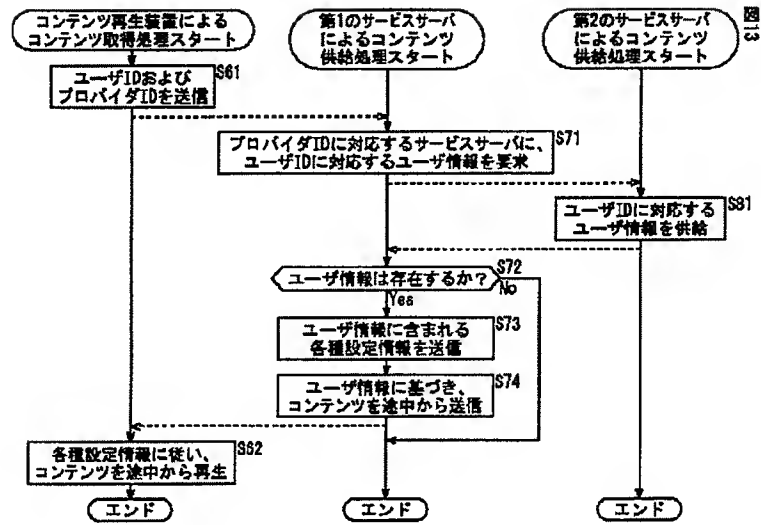 図13
コンテンツ再生装置による
コンテンツ取得処理スタート
第1のサービスサーバ
によるコンテンツ
供給処理スタート
第2のサービスサーバ
によるコンテンツ
供給処理スタート
S61
ユーザIDおよび
プロバイダIDを送信
S71
プロバイダIDに対応するサービスサーバに、
ユーザIDに対応するユーザ情報を要求
S81
ユーザIDに対応する
ユーザ情報を供給
S72
ユーザ情報は存在するか？
No
Yes
S73
ユーザ情報に含まれる
各種設定情報を送信
S74
ユーザ情報に基づき、
コンテンツを途中から送信
S62
各種設定情報に従い、
コンテンツを途中から再生
エンド
エンド
エンド